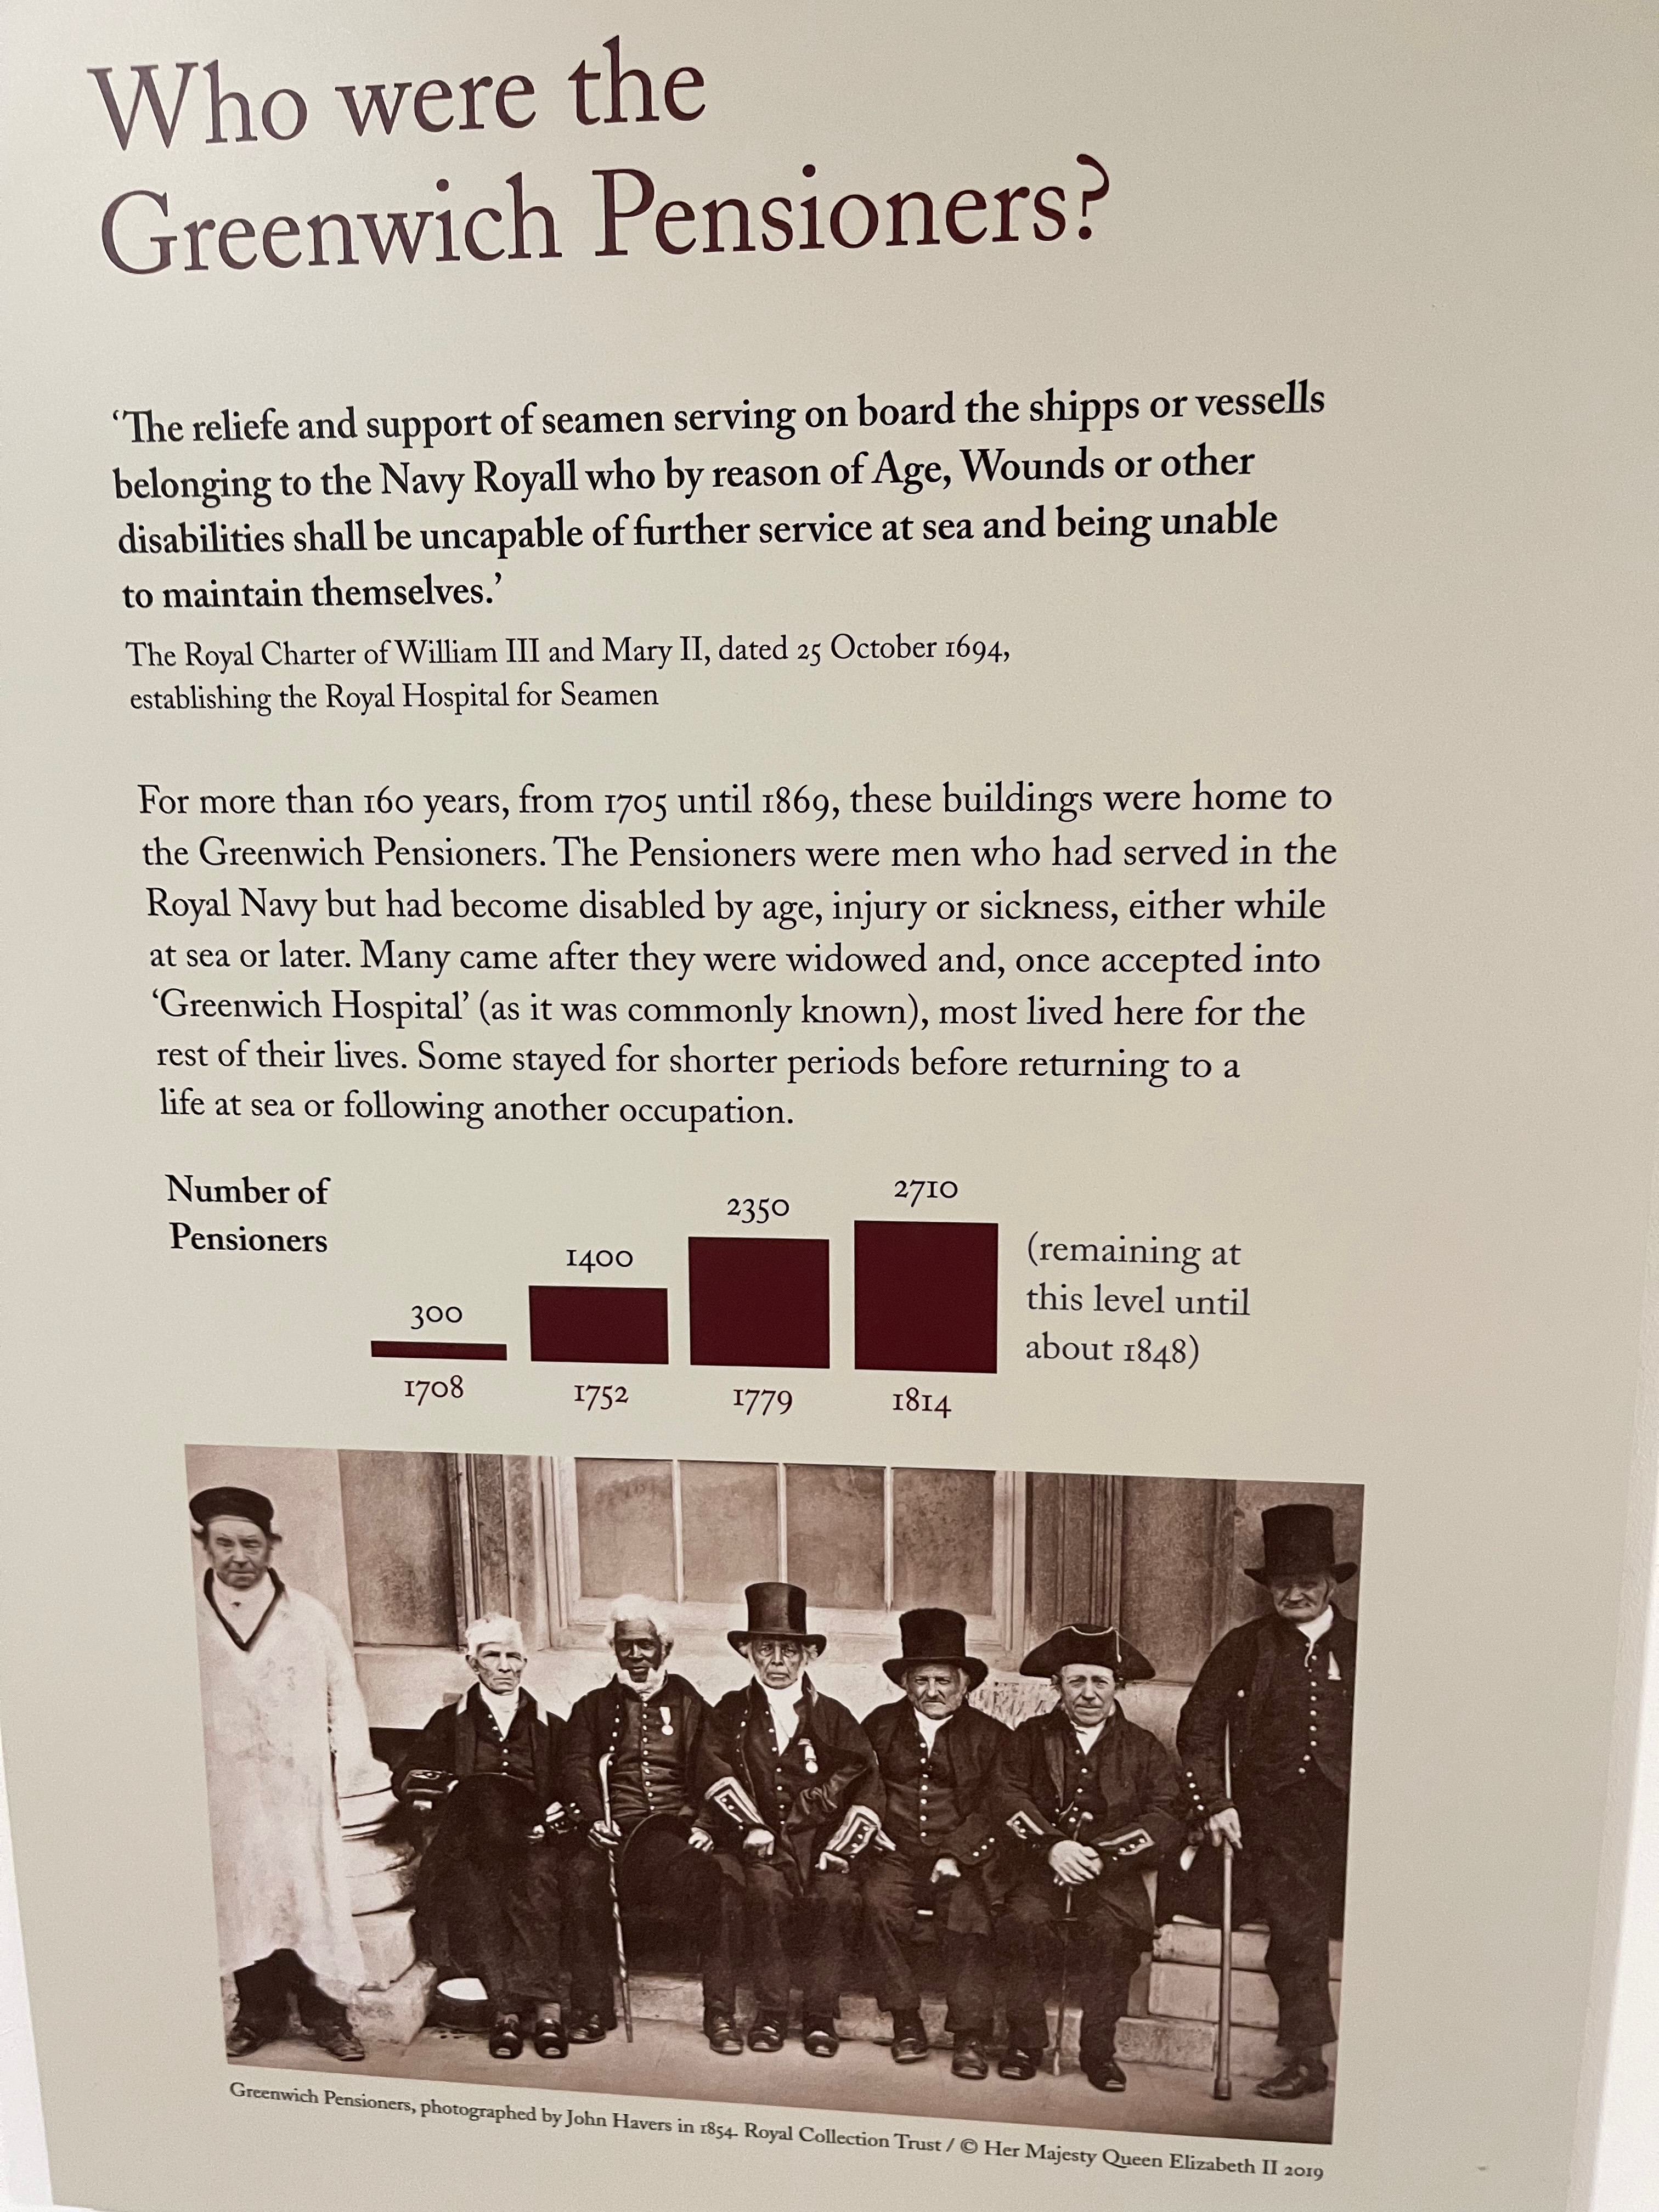 Who were the
Greenwich Pensioners?
‘The reliefe and support of seamen serving on board the shipps or vessells
belonging to the Navy Royall who by reason of Age, Wounds or other
disabilities shall be uncapable of further service at sea and being unable
to maintain themselves.’
The Royal Charter of William III and Mary II, dated 25 October 1694,
establishing the Royal Hospital for Seamen
For more than 160 years, from 1705 until 1869, these buildings were home to
the Greenwich Pensioners. The Pensioners were men who had served in the
Royal Navy but had become disabled by age, injury or sickness, either while
at sea or later. Many came after they were widowed and, once accepted into
‘Greenwich Hospital’ (as it was commonly known), most lived here for the
rest of their lives. Some stayed for shorter periods before returning to a
life at sea or following another occupation.
Number of
Pensioners
300
1400
2350
2710
1708
1752
1779
1814
(remaining at
this level until
about 1848)
Greenwich Pensioners, photographed by John Havers in 1854. Royal Collection Trust / © Her Majesty Queen Elizabeth II 2019